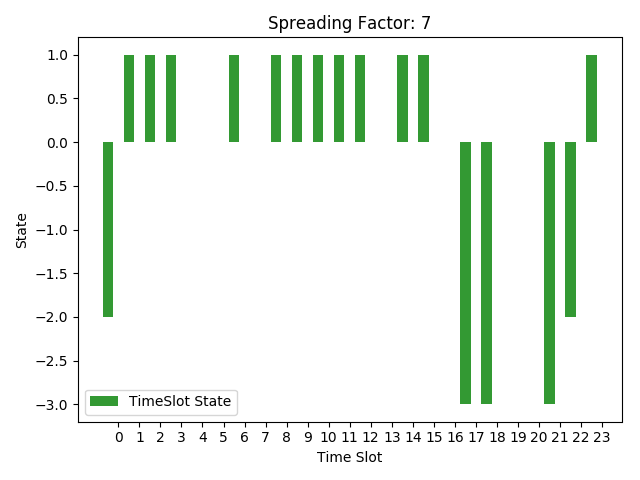 Spreading Factor: 7
1.0
0.5
0.0
−0.5
−1.0
−1.5
−2.0
−2.5
−3.0
State
TimeSlot State
0 1 2 3 4 5 6 7 8 9 10 11 12 13 14 15 16 17 18 19 20 21 22 23
Time Slot